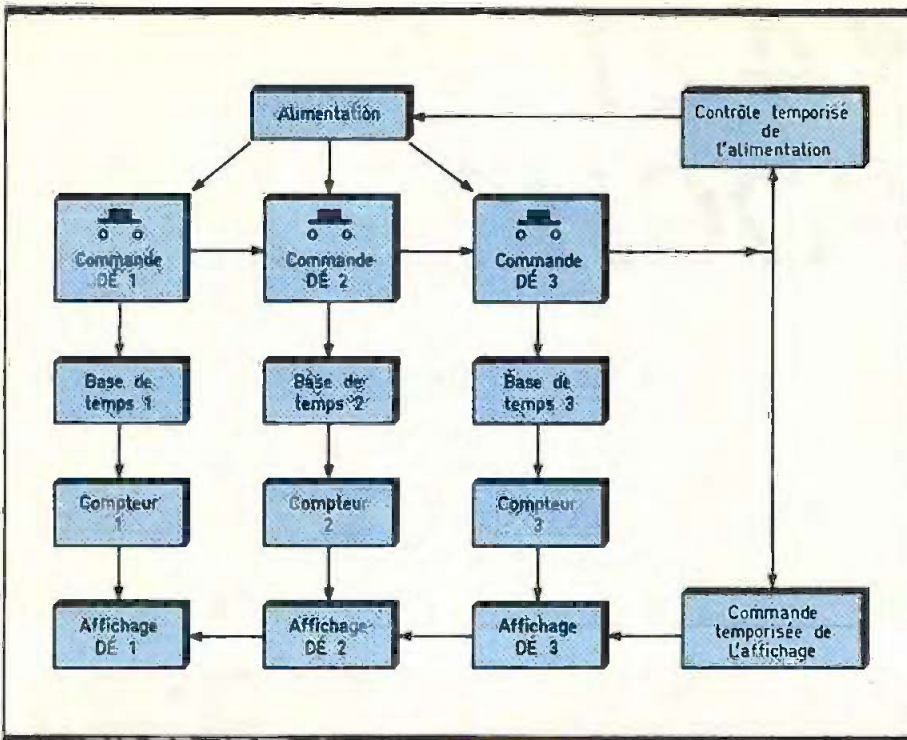 Alimentation
Contrôle temporisé
de
l'alimentation
Commande
DÉ 1
Commande
DÉ 2
Commande
DÉ 3
Base de
temps 1
Base de
temps 2
Base de
temps 3
Compteur
1
Compteur
2
Compteur
3
Affichage
DÉ 1
Affichage
DÉ 2
Affichage
DÉ 3
Commande
temporisée de
L'affichage